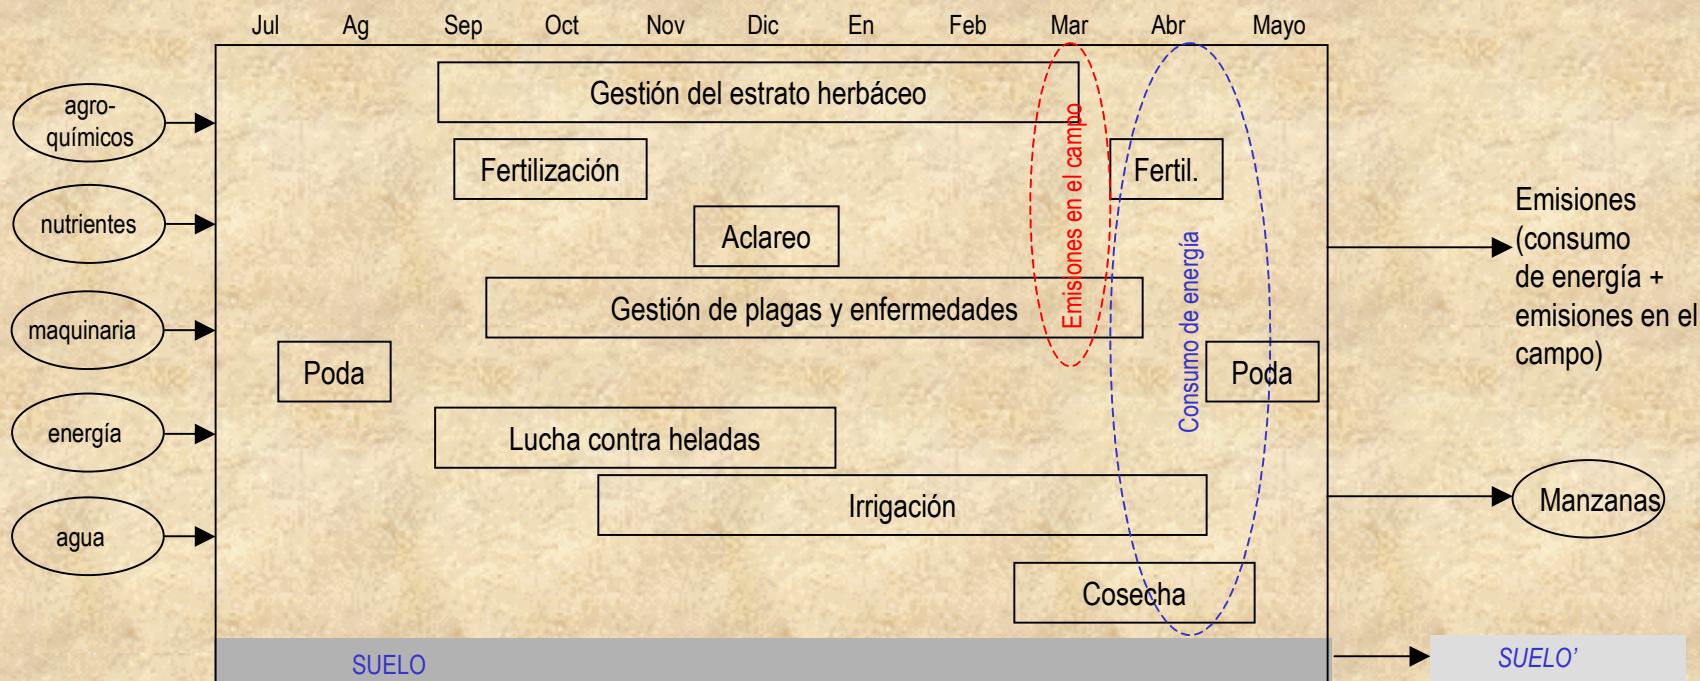 Jul Ag Sep Oct Nov Dic En Feb Mar Abr Mayo
agro-
químicos
nutrientes
maquinaria
energía
agua
Gestión del estrato herbáceo
Fertilización
Fertil.
Aclareo
Gestión de plagas y enfermedades
Poda
Poda
Lucha contra heladas
Irrigación
Cosecha
Emisiones en el campo
Consumo de energía
SUELO
Emisiones
(consumo
de energía +
emisiones en el
campo)
Manzanas
SUELO’